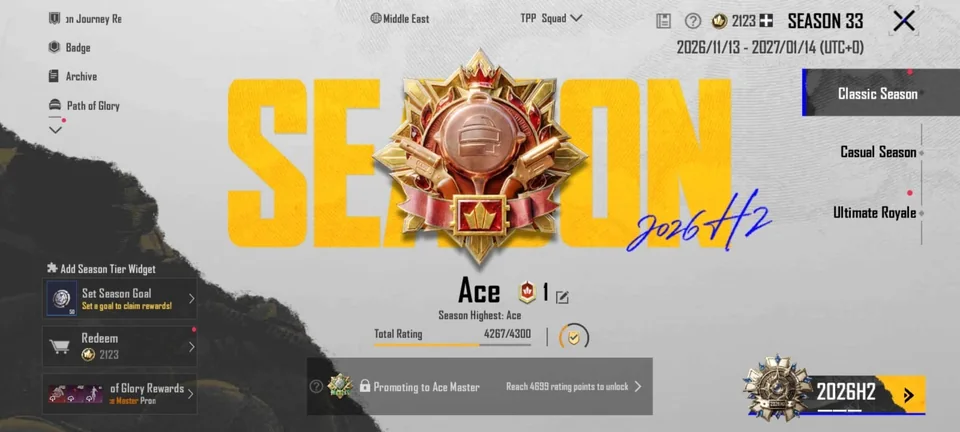 on Journey Re
Middle East
TPP Squad
2123
SEASON 33
2026/11/13 - 2027/01/14 (UTC+0)
Badge
Archive
Path of Glory
Classic Season
Casual Season
Ultimate Royale
SEASON
2026H2
Add Season Tier Widget
Set Season Goal
Set a goal to claim rewards!
Redeem
2123
of Glory Rewards
Master Pron
Ace 1
Season Highest: Ace
Total Rating 4267/4300
Promoting to Ace Master
Reach 4699 rating points to unlock
2026H2